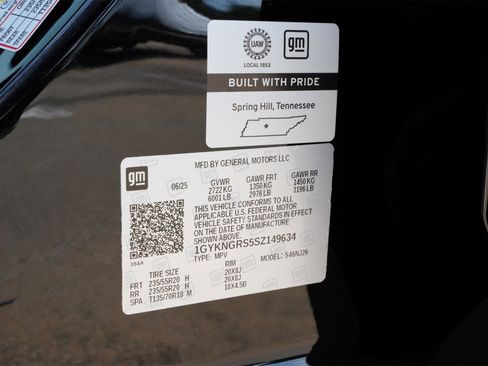 UAW
LOCAL 1853
gm
BUILT WITH PRIDE
Spring Hill, Tennessee
gm
MFD BY GENERAL MOTORS LLC
06/25
GVWR GAWR FRT GAWR RR
2722 KG 1350 KG 1450 KG
6001 LB 2976 LB 3196 LB
THIS VEHICLE CONFORMS TO ALL
APPLICABLE U.S. FEDERAL MOTOR
VEHICLE SAFETY STANDARDS IN
EFFECT ON THE DATE OF
MANUFACTURE SHOWN ABOVE.
1GYKNGRS5SZ149634
TYPE: MPV MODEL: 546NJ26
TIRE SIZE RIM
FRT 235/55R20 H 20X8J
RR 235/55R20 H 20X8J
SPA T135/70R18 M 18X4.5B